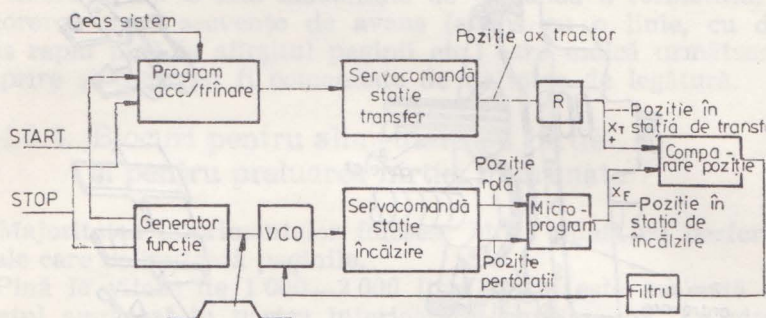 Ceas sistem
Poziție ax tractor
Program
acc/frînare
Servocomandă
stație
transfer
R
Poziție în
stația de transf
X_T
+
START
Compa-
rare poziție
Poziție
rolă
STOP
Generator
funcție
VCO
Servocomandă
stație
încălzire
Micro-
program
X_F
-
Poziție în
stația de
încălzire
Poziție
perforații
Filtru